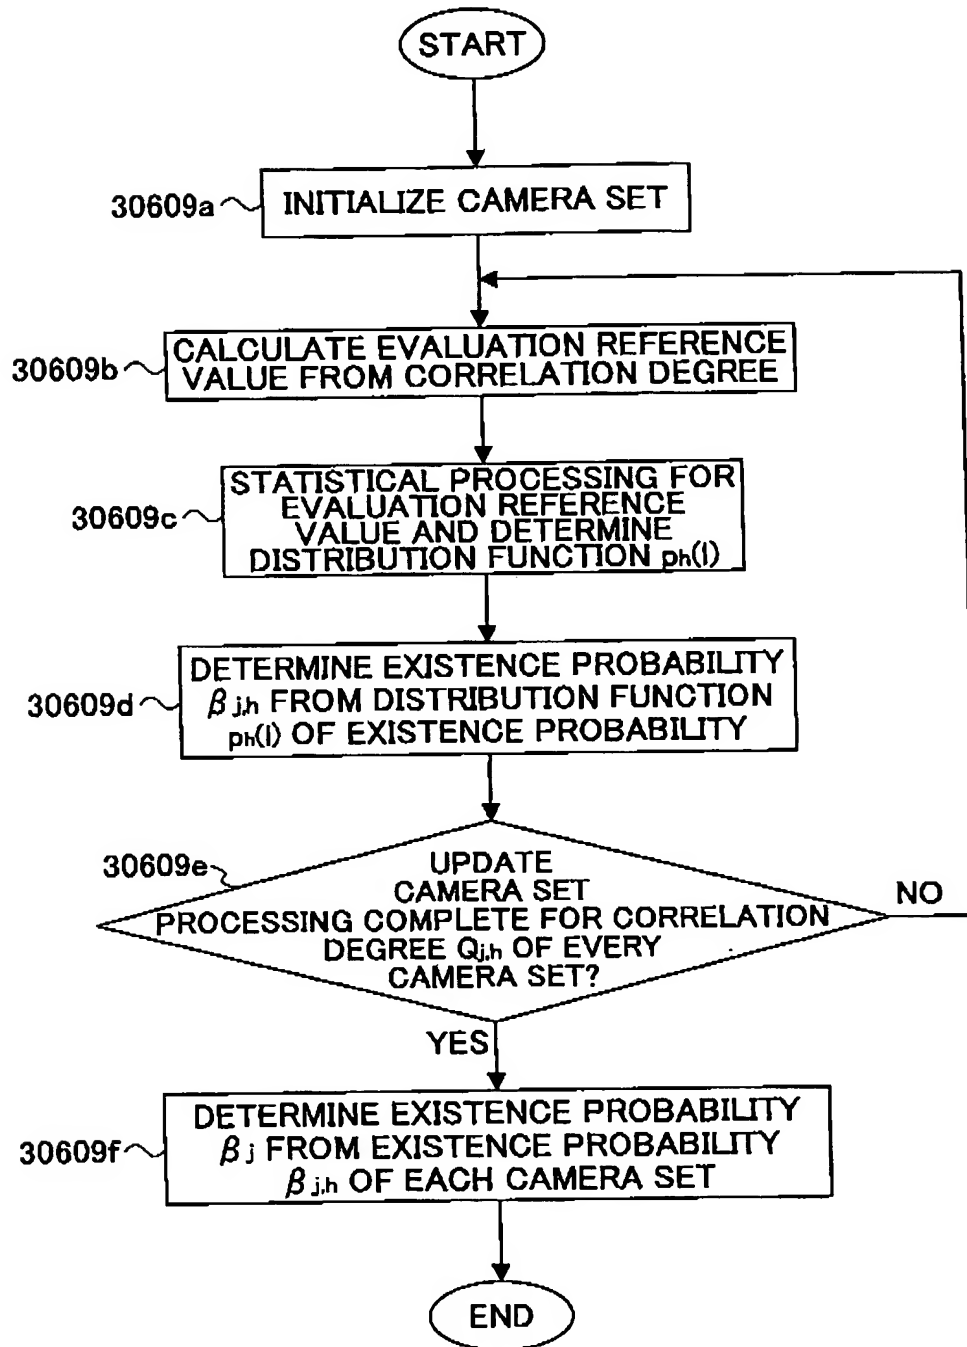 START
30609a
INITIALIZE CAMERA SET
30609b
CALCULATE EVALUATION REFERENCE
VALUE FROM CORRELATION DEGREE
30609c
STATISTICAL PROCESSING FOR
EVALUATION REFERENCE
VALUE AND DETERMINE
DISTRIBUTION FUNCTION ph(l)
30609d
DETERMINE EXISTENCE PROBABILITY
βj,h FROM DISTRIBUTION FUNCTION
ph(l) OF EXISTENCE PROBABILITY
30609e
UPDATE
CAMERA SET
PROCESSING COMPLETE FOR CORRELATION
DEGREE Qj,h OF EVERY
CAMERA SET?
NO
YES
30609f
DETERMINE EXISTENCE PROBABILITY
βj FROM EXISTENCE PROBABILITY
βj,h OF EACH CAMERA SET
END